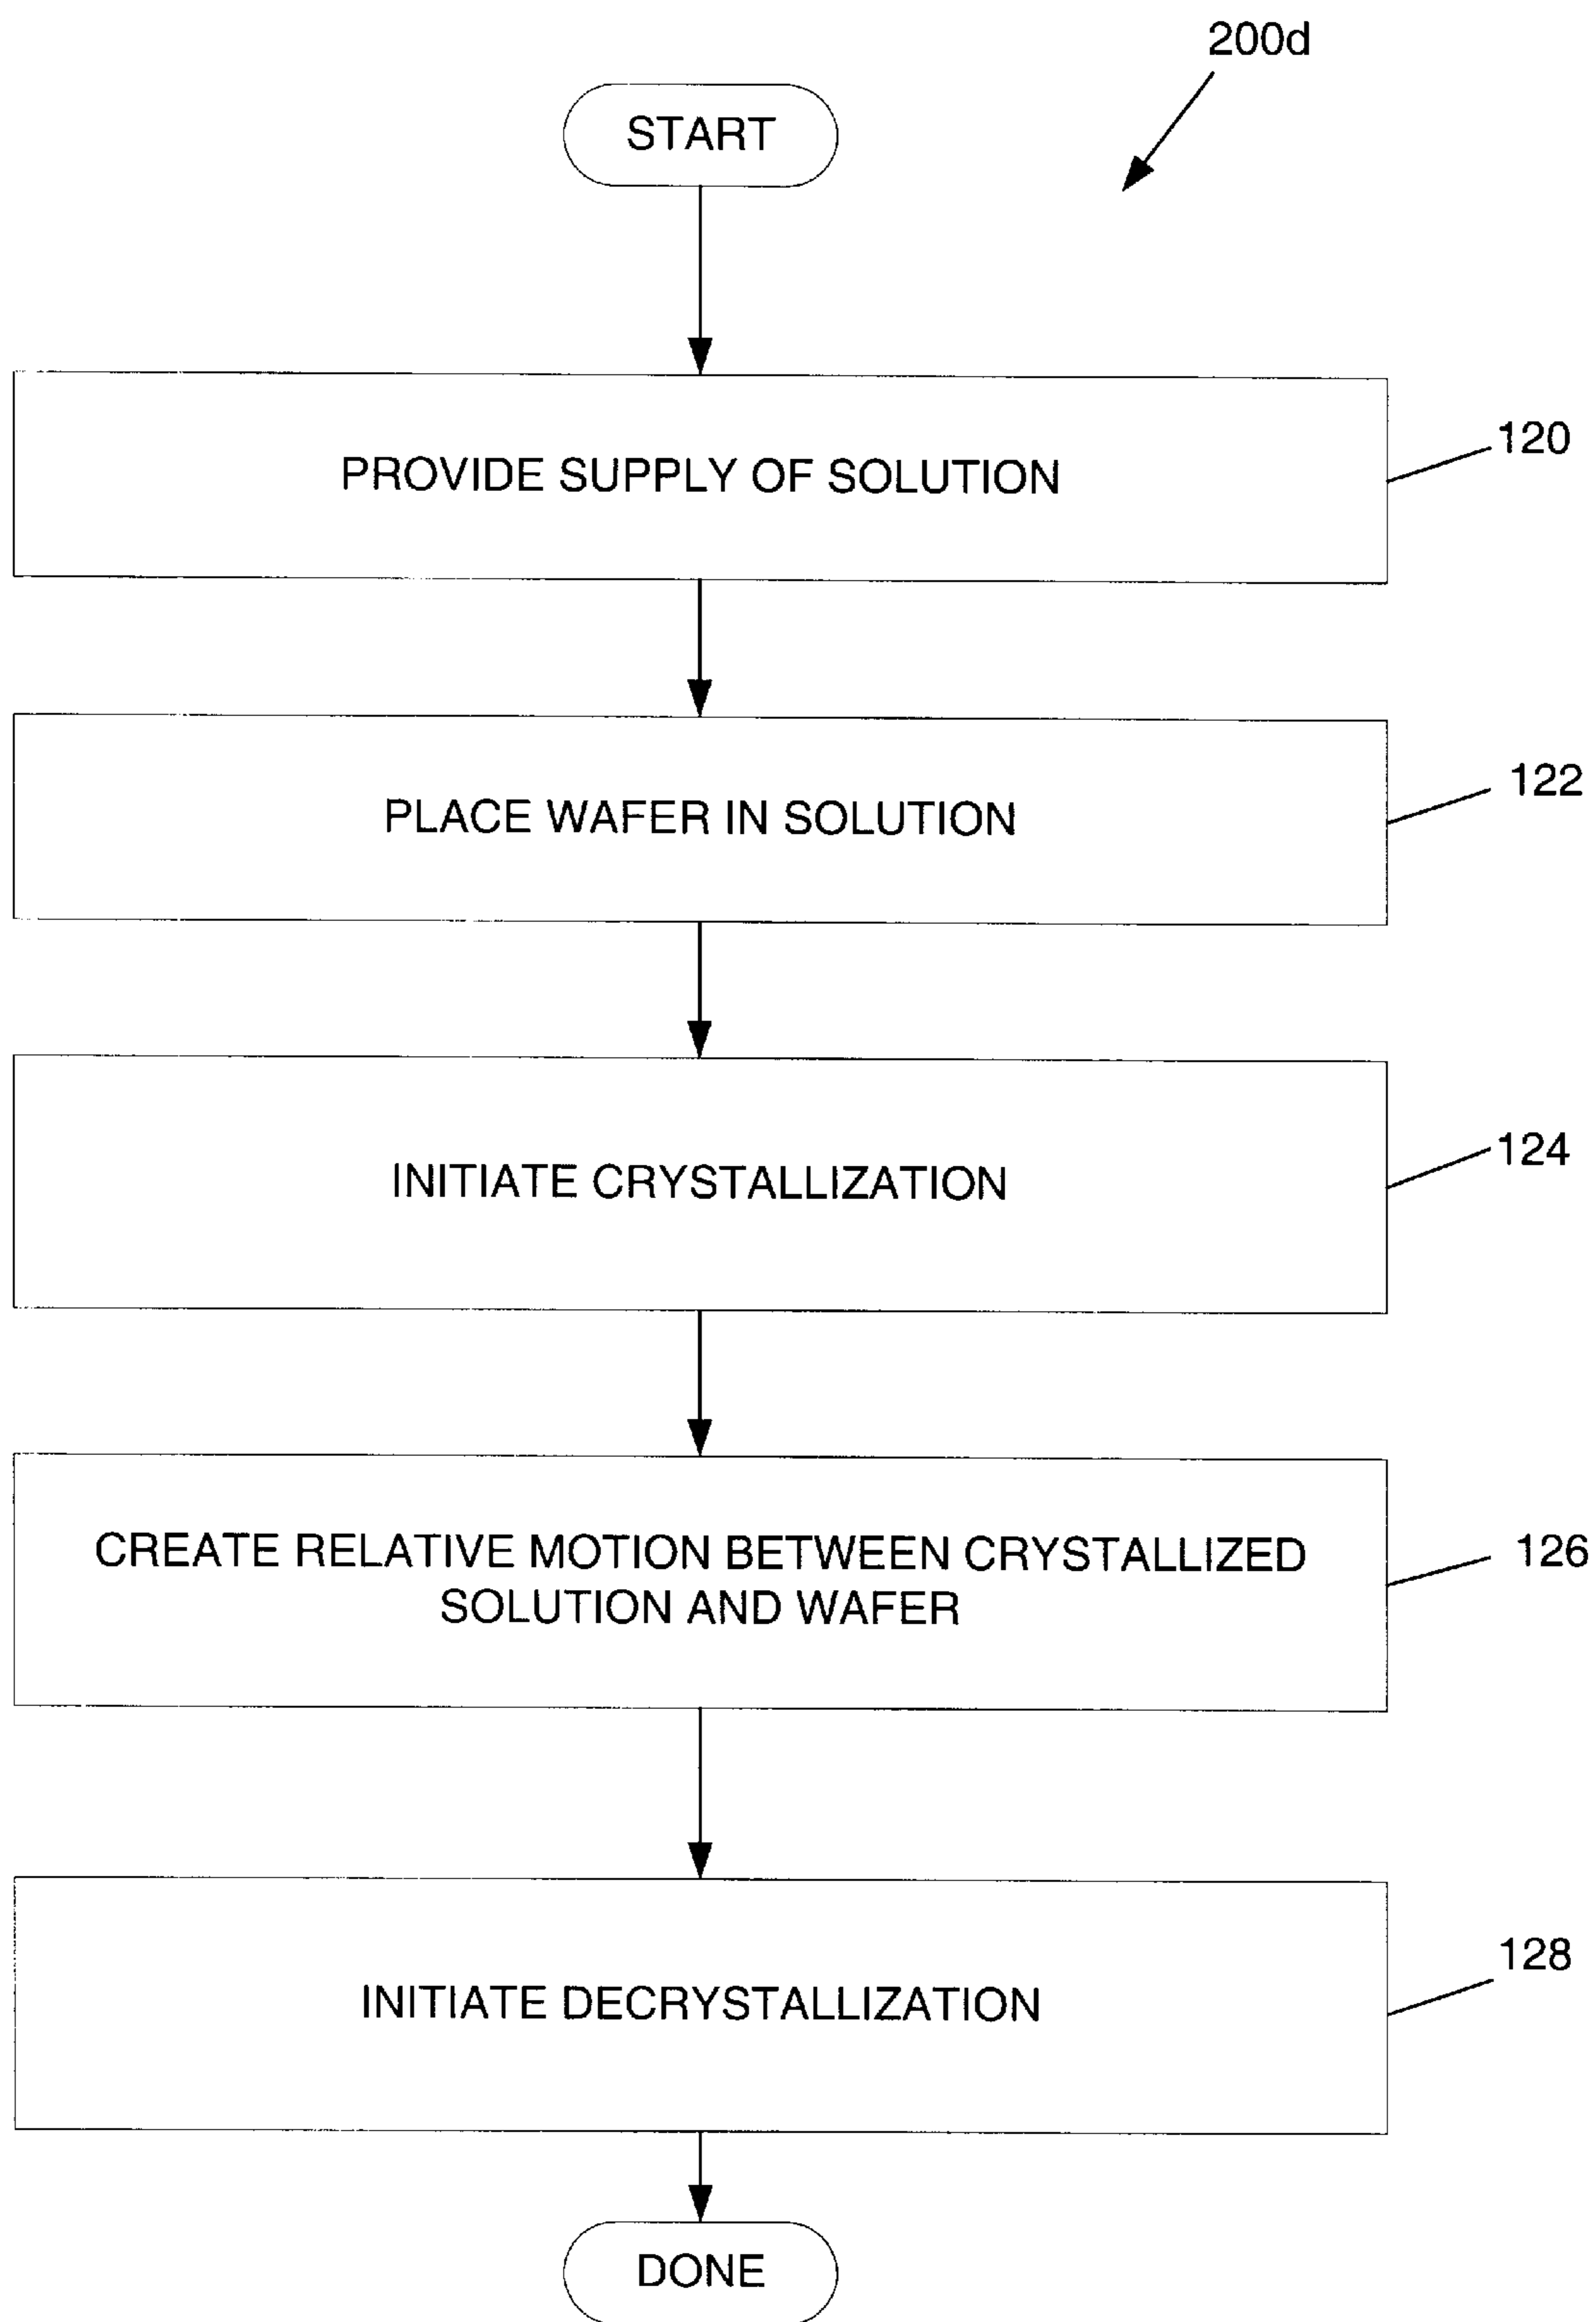 200d
START
PROVIDE SUPPLY OF SOLUTION
120
PLACE WAFER IN SOLUTION
122
INITIATE CRYSTALLIZATION
124
CREATE RELATIVE MOTION BETWEEN CRYSTALLIZED
SOLUTION AND WAFER
126
INITIATE DECRYSTALLIZATION
128
DONE